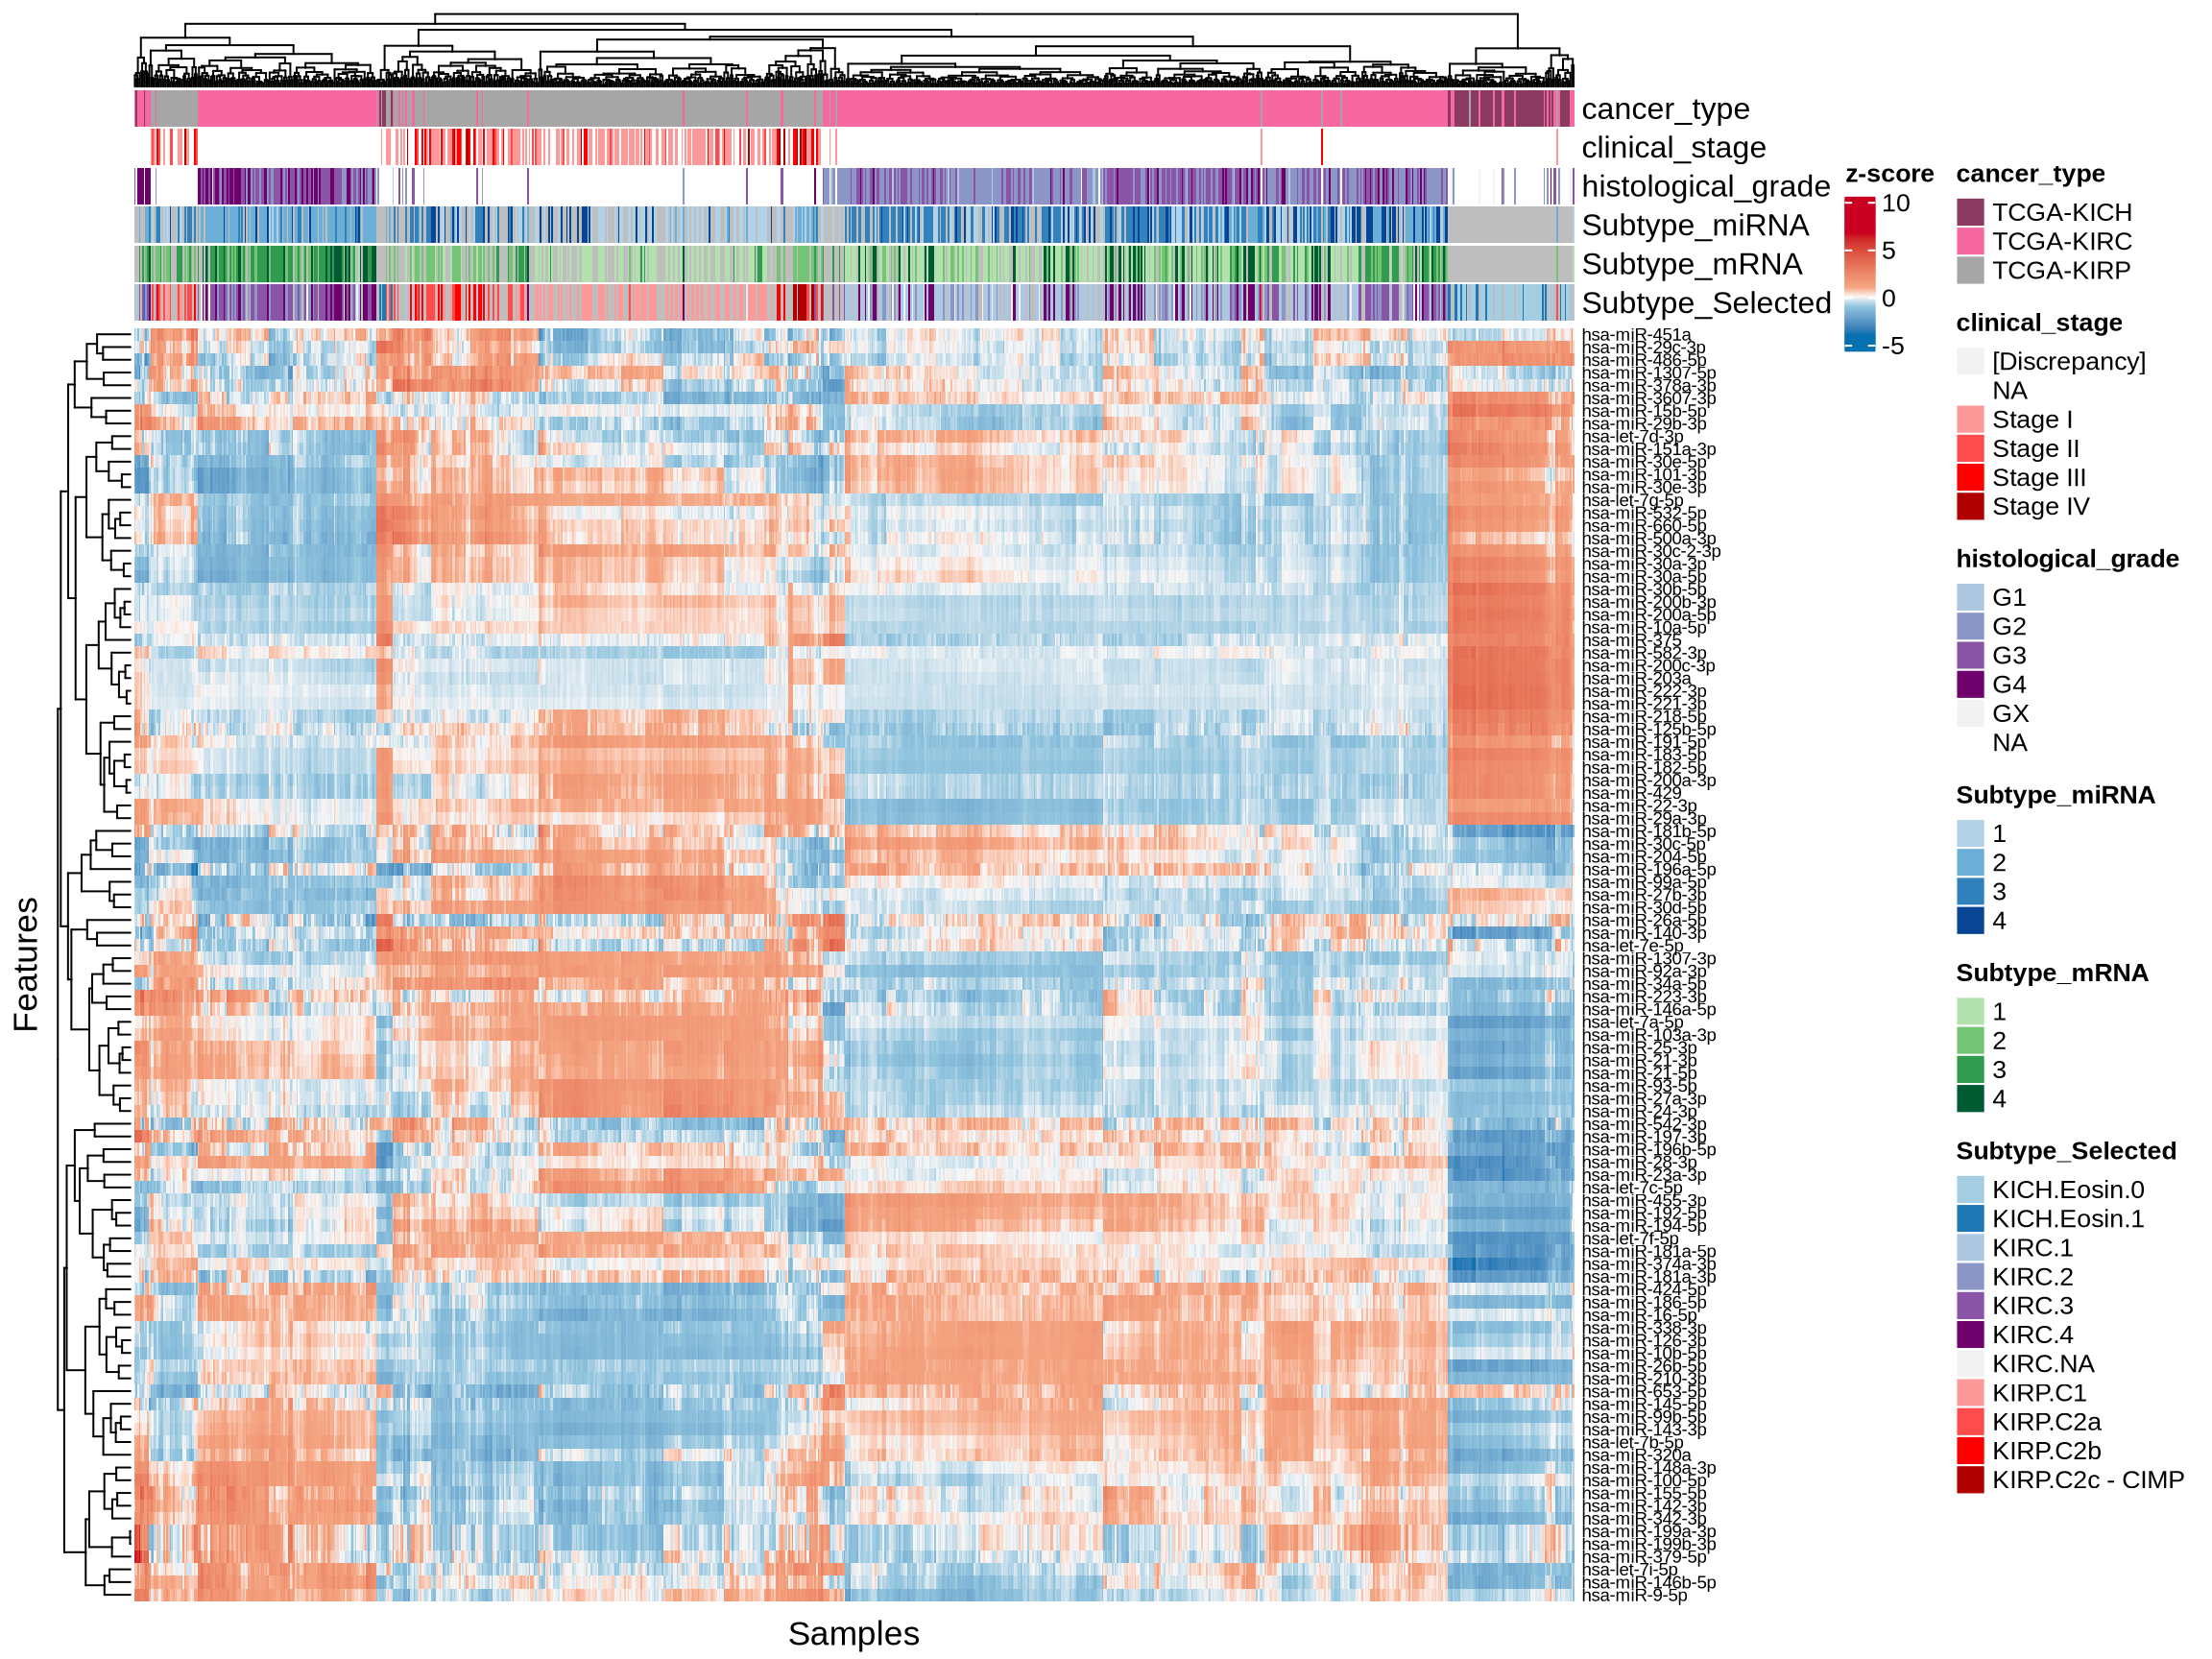 cancer_type
clinical_stage
histological_grade
Subtype_miRNA
Subtype_mRNA
Subtype_Selected
hsa-miR-451a
hsa-miR-29c-3p
hsa-miR-486-5p
hsa-miR-1307-5p
hsa-miR-378a-3p
hsa-miR-3607-3p
hsa-miR-15b-5p
hsa-miR-29b-3p
hsa-let-7d-3p
hsa-miR-151a-3p
hsa-miR-30e-5p
hsa-miR-101-3p
hsa-miR-30e-3p
hsa-let-7g-5p
hsa-miR-532-5p
hsa-miR-660-5p
hsa-miR-500a-3p
hsa-miR-30c-2-3p
hsa-miR-30a-3p
hsa-miR-30a-5p
hsa-miR-30b-5p
hsa-miR-200b-3p
hsa-miR-200a-5p
hsa-miR-10a-5p
hsa-miR-375
hsa-miR-582-3p
hsa-miR-200c-3p
hsa-miR-203a
hsa-miR-222-3p
hsa-miR-221-3p
hsa-miR-218-5p
hsa-miR-125b-5p
hsa-miR-191-5p
hsa-miR-183-5p
hsa-miR-182-5p
hsa-miR-200a-3p
hsa-miR-429
hsa-miR-22-3p
hsa-miR-29a-3p
hsa-miR-181b-5p
hsa-miR-30c-5p
hsa-miR-204-5p
hsa-miR-196a-5p
hsa-miR-99a-5p
hsa-miR-27b-3p
hsa-miR-30d-5p
hsa-miR-26a-5p
hsa-miR-140-3p
hsa-let-7e-5p
hsa-miR-1307-3p
hsa-miR-92a-3p
hsa-miR-34a-5p
hsa-miR-223-3p
hsa-miR-146a-5p
hsa-let-7a-5p
hsa-miR-103a-3p
hsa-miR-25-3p
hsa-miR-21-3p
hsa-miR-21-5p
hsa-miR-93-5p
hsa-miR-27a-3p
hsa-miR-24-3p
hsa-miR-542-3p
hsa-miR-197-3p
hsa-miR-196b-5p
hsa-miR-28-3p
hsa-miR-23a-3p
hsa-let-7c-5p
hsa-miR-455-3p
hsa-miR-192-5p
hsa-miR-194-5p
hsa-let-7f-5p
hsa-miR-181a-5p
hsa-miR-374a-3p
hsa-miR-181a-3p
hsa-miR-424-5p
hsa-miR-186-5p
hsa-miR-16-5p
hsa-miR-338-3p
hsa-miR-126-3p
hsa-miR-10b-5p
hsa-miR-26b-5p
hsa-miR-210-3p
hsa-miR-653-5p
hsa-miR-145-5p
hsa-miR-99b-5p
hsa-miR-143-3p
hsa-let-7b-5p
hsa-miR-320a
hsa-miR-148a-3p
hsa-miR-100-5p
hsa-miR-155-5p
hsa-miR-142-3p
hsa-miR-342-3p
hsa-miR-199a-3p
hsa-miR-199b-3p
hsa-miR-379-5p
hsa-let-7i-5p
hsa-miR-146b-5p
hsa-miR-9-5p
Features
Samples
z-score
10
5
0
-5
cancer_type
TCGA-KICH
TCGA-KIRC
TCGA-KIRP
clinical_stage
[Discrepancy]
NA
Stage I
Stage II
Stage III
Stage IV
histological_grade
G1
G2
G3
G4
GX
NA
Subtype_miRNA
1
2
3
4
Subtype_mRNA
1
2
3
4
Subtype_Selected
KICH.Eosin.0
KICH.Eosin.1
KIRC.1
KIRC.2
KIRC.3
KIRC.4
KIRC.NA
KIRP.C1
KIRP.C2a
KIRP.C2b
KIRP.C2c - CIMP